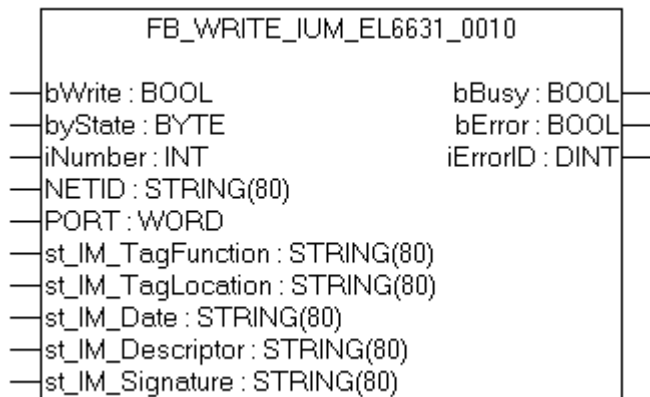 FB_WRITE_IUM_EL6631_0010
bWrite : BOOL bBusy : BOOL
byState : BYTE bError : BOOL
iNumber : INT iErrorID : DINT
NETID : STRING(80)
PORT : WORD
st_IM_TagFunction : STRING(80)
st_IM_TagLocation : STRING(80)
st_IM_Date : STRING(80)
st_IM_Descriptor : STRING(80)
st_IM_Signature : STRING(80)